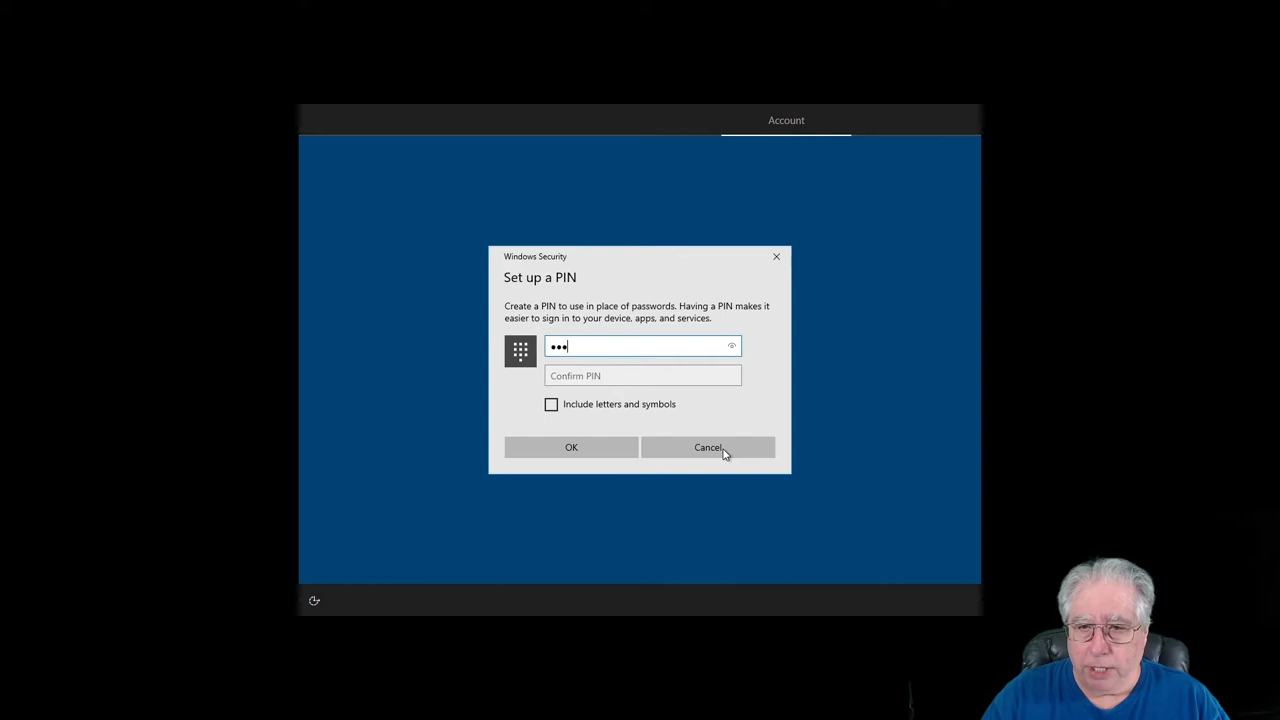 Account
Windows Security
Set up a PIN
Create a PIN to use in place of passwords. Having a PIN makes it
easier to sign in to your device, apps, and services.
•••
Confirm PIN
Include letters and symbols
OK
Cancel